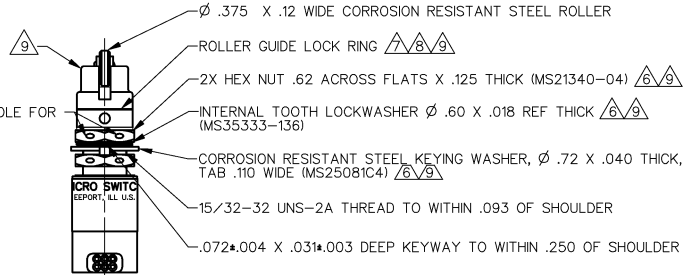 Ø .375 X .12 WIDE CORROSION RESISTANT STEEL ROLLER
9
ROLLER GUIDE LOCK RING 7 8 9
2X HEX NUT .62 ACROSS FLATS X .125 THICK (MS21340-04) 6 9
OLE FOR
INTERNAL TOOTH LOCKWASHER Ø .60 X .018 REF THICK 6 9
(MS35333-136)
CORROSION RESISTANT STEEL KEYING WASHER, Ø .72 X .040 THICK,
TAB .110 WIDE (MS25081C4) 6 9
ICRO SWITC
EEPORT, ILL U.S.
15/32-32 UNS-2A THREAD TO WITHIN .093 OF SHOULDER
.072±.004 X .031±.003 DEEP KEYWAY TO WITHIN .250 OF SHOULDER